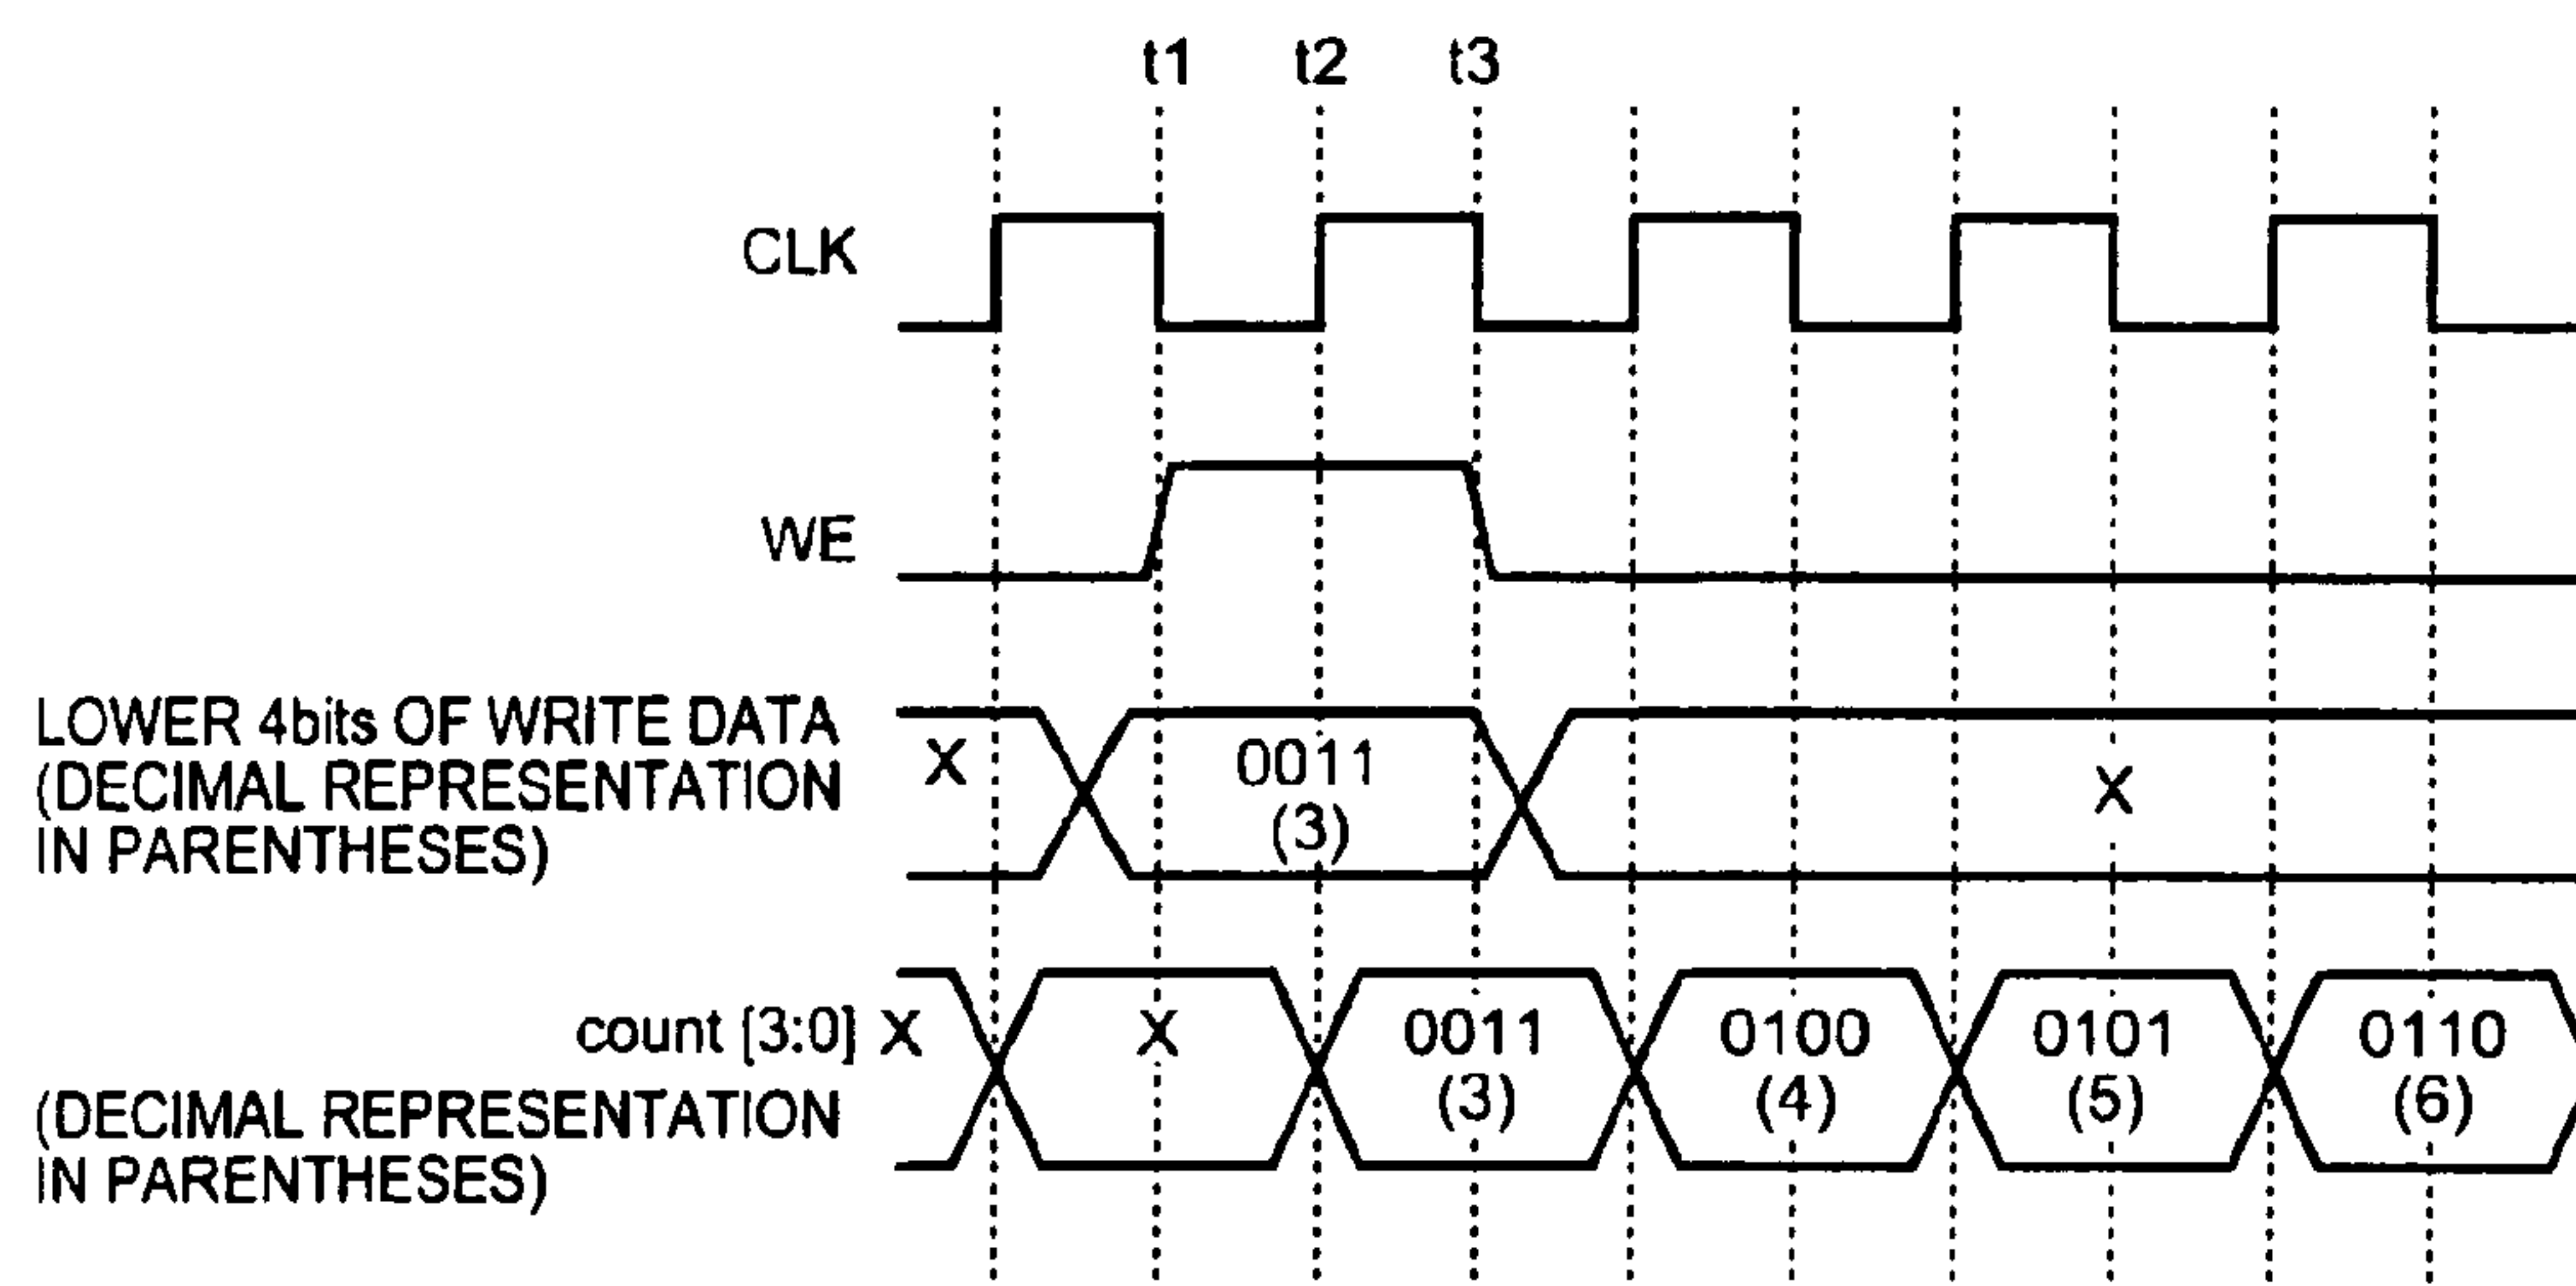 t1 t2 t3
CLK
WE
LOWER 4bits OF WRITE DATA
(DECIMAL REPRESENTATION
IN PARENTHESES)
X 0011 X
(3)
count [3:0] X X 0011 0100 0101 0110
(3) (4) (5) (6)
(DECIMAL REPRESENTATION
IN PARENTHESES)